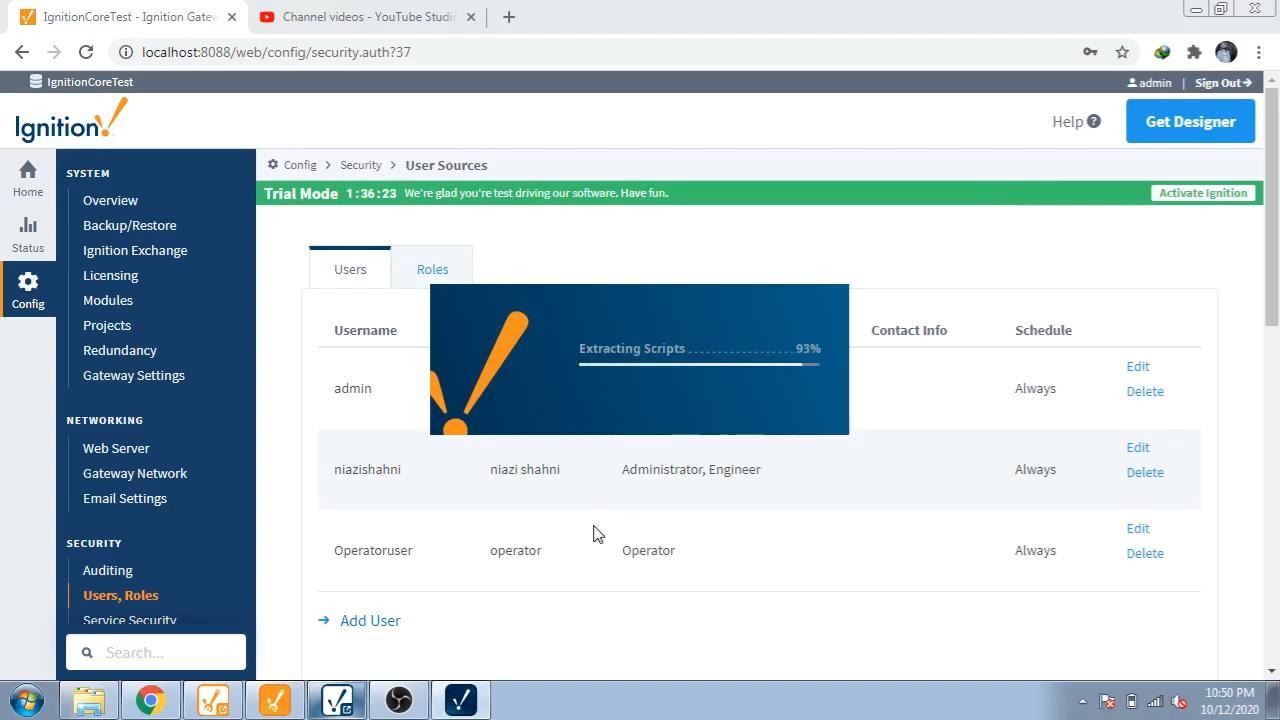 IgnitionCoreTest - Ignition Gatew
Channel videos - YouTube Studio
localhost:8088/web/config/security.auth?37
IgnitionCoreTest
admin | Sign Out
Ignition!
Help
Get Designer
Home
Status
Config
SYSTEM
Overview
Backup/Restore
Ignition Exchange
Licensing
Modules
Projects
Redundancy
Gateway Settings
NETWORKING
Web Server
Gateway Network
Email Settings
SECURITY
Auditing
Users, Roles
Service Security
Search...
Config > Security > User Sources
Trial Mode 1:36:23 We're glad you're test driving our software. Have fun.
Activate Ignition
Users Roles
Username Contact Info Schedule
Extracting Scripts 93%
admin Always Edit
Delete
niazishahni niazi shahni Administrator, Engineer Always Edit
Delete
Operatoruser operator Operator Always Edit
Delete
Add User
10:50 PM
10/12/2020